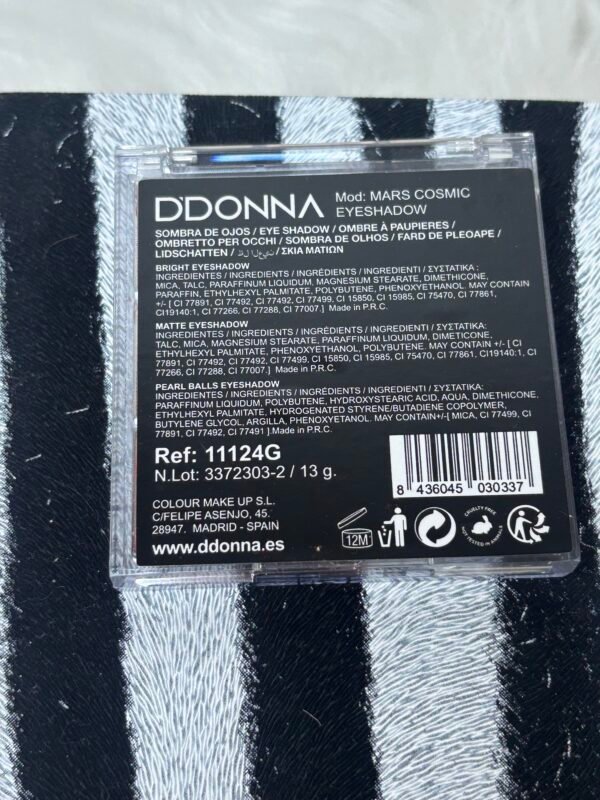 D'DONNA Mod: MARS COSMIC
EYESHADOW
SOMBRA DE OJOS / EYE SHADOW / OMBRE À PAUPIERES /
OMBRETTO PER OCCHI / SOMBRA DE OLHOS / FARD DE PLEOAPE /
LIDSCHATTEN / ΣΚΙΑ ΜΑΤΙΩΝ
BRIGHT EYESHADOW
INGREDIENTES / INGREDIENTS / INGRÉDIENTS / INGREDIENTI / ΣΥΣΤΑΤΙΚΑ :
MICA, TALC, PARAFFINUM LIQUIDUM, MAGNESIUM STEARATE, DIMETHICONE,
PARAFFIN, ETHYLHEXYL PALMITATE, POLYBUTENE, PHENOXYETHANOL. MAY CONTAIN
+/- [ CI 77891, CI 77492, CI 77492, CI 77499, CI 15850, CI 15985, CI 75470, CI 77861,
CI19140:1, CI 77266, CI 77288, CI 77007 ] Made in P.R.C.
MATTE EYESHADOW
INGREDIENTES / INGREDIENTS / INGRÉDIENTS / INGREDIENTI / ΣΥΣΤΑΤΙΚΑ:
TALC, MICA, MAGNESIUM STEARATE, PARAFFINUM LIQUIDUM, DIMETICONE,
ETHYLHEXYL PALMITATE, PHENOXYETHANOL, POLYBUTENE. MAY CONTAIN +/- [ CI
77891, CI 77492, CI 77492, CI 77499, CI 15850, CI 15985, CI 75470, CI 77861, CI19140:1, CI
77266, CI 77288, CI 77007. ] Made in P.R.C.
PEARL BALLS EYESHADOW
INGREDIENTES / INGREDIENTS / INGRÉDIENTS / INGREDIENTI / ΣΥΣΤΑΤΙΚΑ:
PARAFFINUM LIQUIDUM, POLYBUTENE, HYDROXYSTEARIC ACID, AQUA, DIMETHICONE,
ETHYLHEXYL PALMITATE, HYDROGENATED STYRENE/BUTADIENE COPOLYMER,
BUTYLENE GLYCOL, ARGILLA, PHENOXYETANOL. MAY CONTAIN+/-[ MICA, CI 77499, CI
77891, CI 77492, CI 77491 ].Made in P.R.C.
Ref: 11124G
N.Lot: 3372303-2 / 13 g.
8 436045 030337
COLOUR MAKE UP S.L.
C/FELIPE ASENJO, 45.
28947. MADRID - SPAIN
www.ddonna.es
12M
CRUELTY FREE
NOT TESTED IN ANIMALS